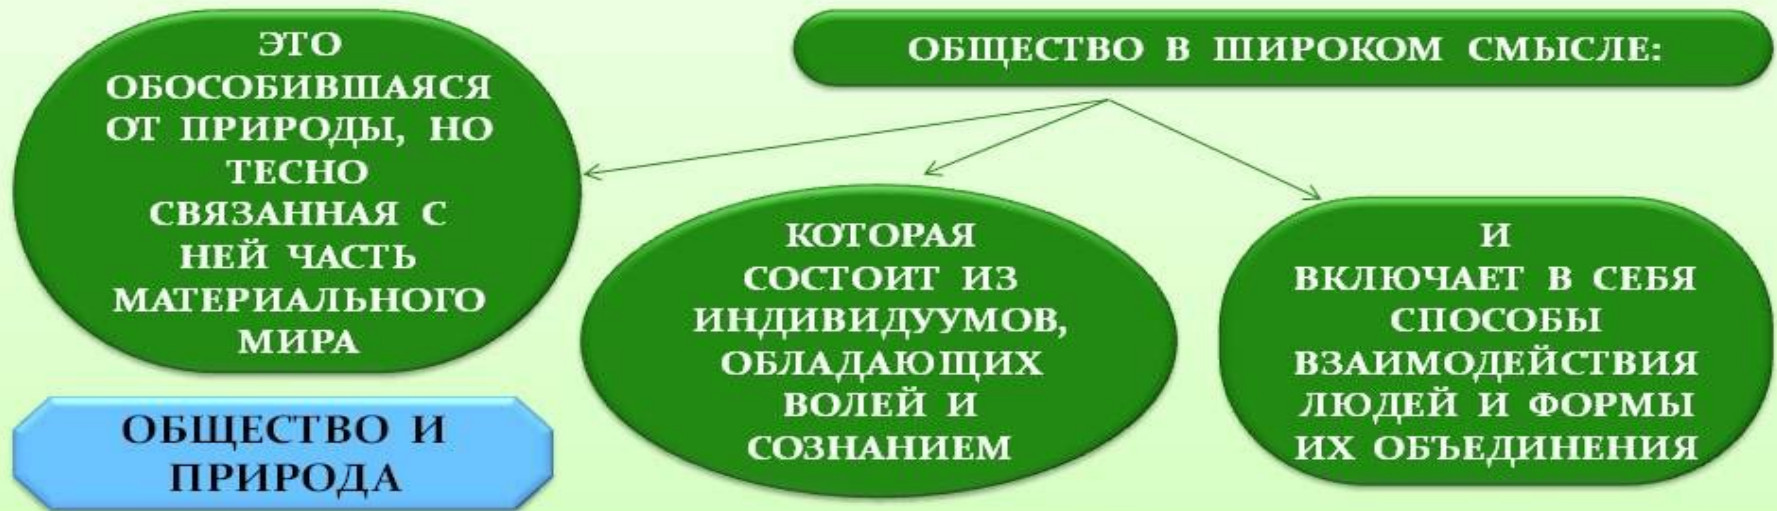 ОБЩЕСТВО В ШИРОКОМ СМЫСЛЕ:
ЭТО
ОБОСОБИВШАЯСЯ
ОТ ПРИРОДЫ, НО
ТЕСНО
СВЯЗАННАЯ С
НЕЙ ЧАСТЬ
МАТЕРИАЛЬНОГО
МИРА
КОТОРАЯ
СОСТОИТ ИЗ
ИНДИВИДУУМОВ,
ОБЛАДАЮЩИХ
ВОЛЕЙ И
СОЗНАНИЕМ
И
ВКЛЮЧАЕТ В СЕБЯ
СПОСОБЫ
ВЗАИМОДЕЙСТВИЯ
ЛЮДЕЙ И ФОРМЫ
ИХ ОБЪЕДИНЕНИЯ
ОБЩЕСТВО И
ПРИРОДА